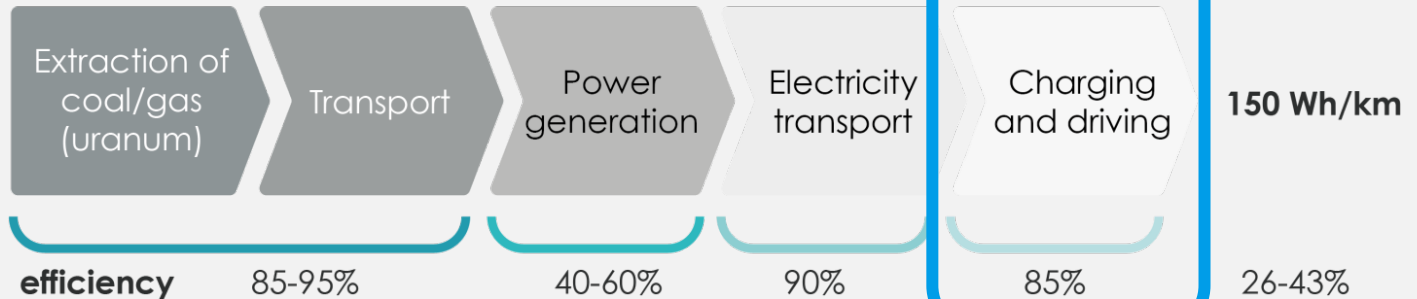 Extraction of
coal/gas
(uranum)
Transport
Power
generation
Electricity
transport
Charging
and driving
150 Wh/km
efficiency 85-95% 40-60% 90% 85% 26-43%